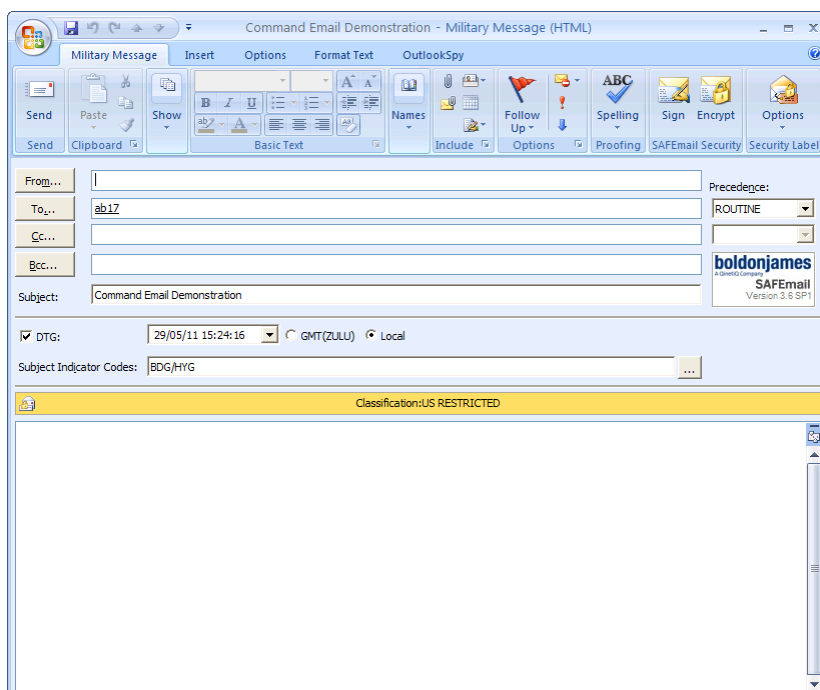 Command Email Demonstration - Military Message (HTML)
Military Message Insert Options Format Text OutlookSpy
Send Paste Show B I U A A Names Follow Up ABC Spelling Sign Encrypt Options
ab A
Send Clipboard Basic Text Include Options Proofing SAFEmail Security Security Label
From... Precedence:
To... ab17 ROUTINE
Cc...
Bcc... boldonjames
A QinetiQ Company
SAFEmail
Subject: Command Email Demonstration Version 3.6 SP1
DTG: 29/05/11 15:24:16 GMT(ZULU) Local
Subject Indicator Codes: BDG/HYG ...
Classification:US RESTRICTED